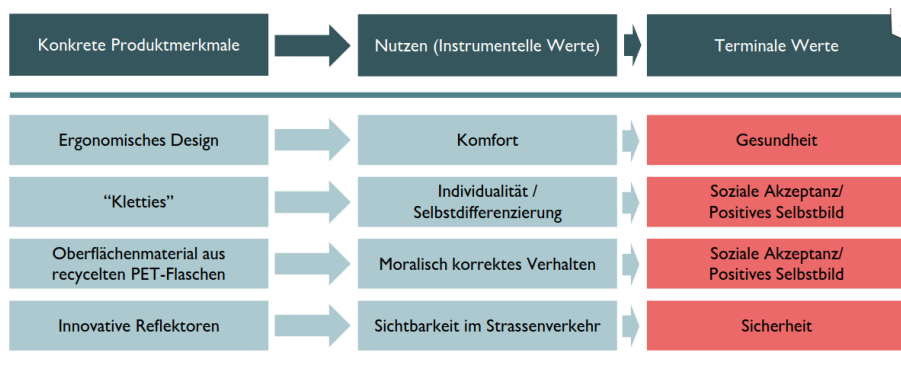 Konkrete Produktmerkmale
Nutzen (Instrumentelle Werte)
Terminale Werte
Ergonomisches Design
Komfort
Gesundheit
“Kletties”
Individualität /
Selbstdifferenzierung
Soziale Akzeptanz/
Positives Selbstbild
Oberflächenmaterial aus
recycelten PET-Flaschen
Moralisch korrektes Verhalten
Soziale Akzeptanz/
Positives Selbstbild
Innovative Reflektoren
Sichtbarkeit im Strassenverkehr
Sicherheit